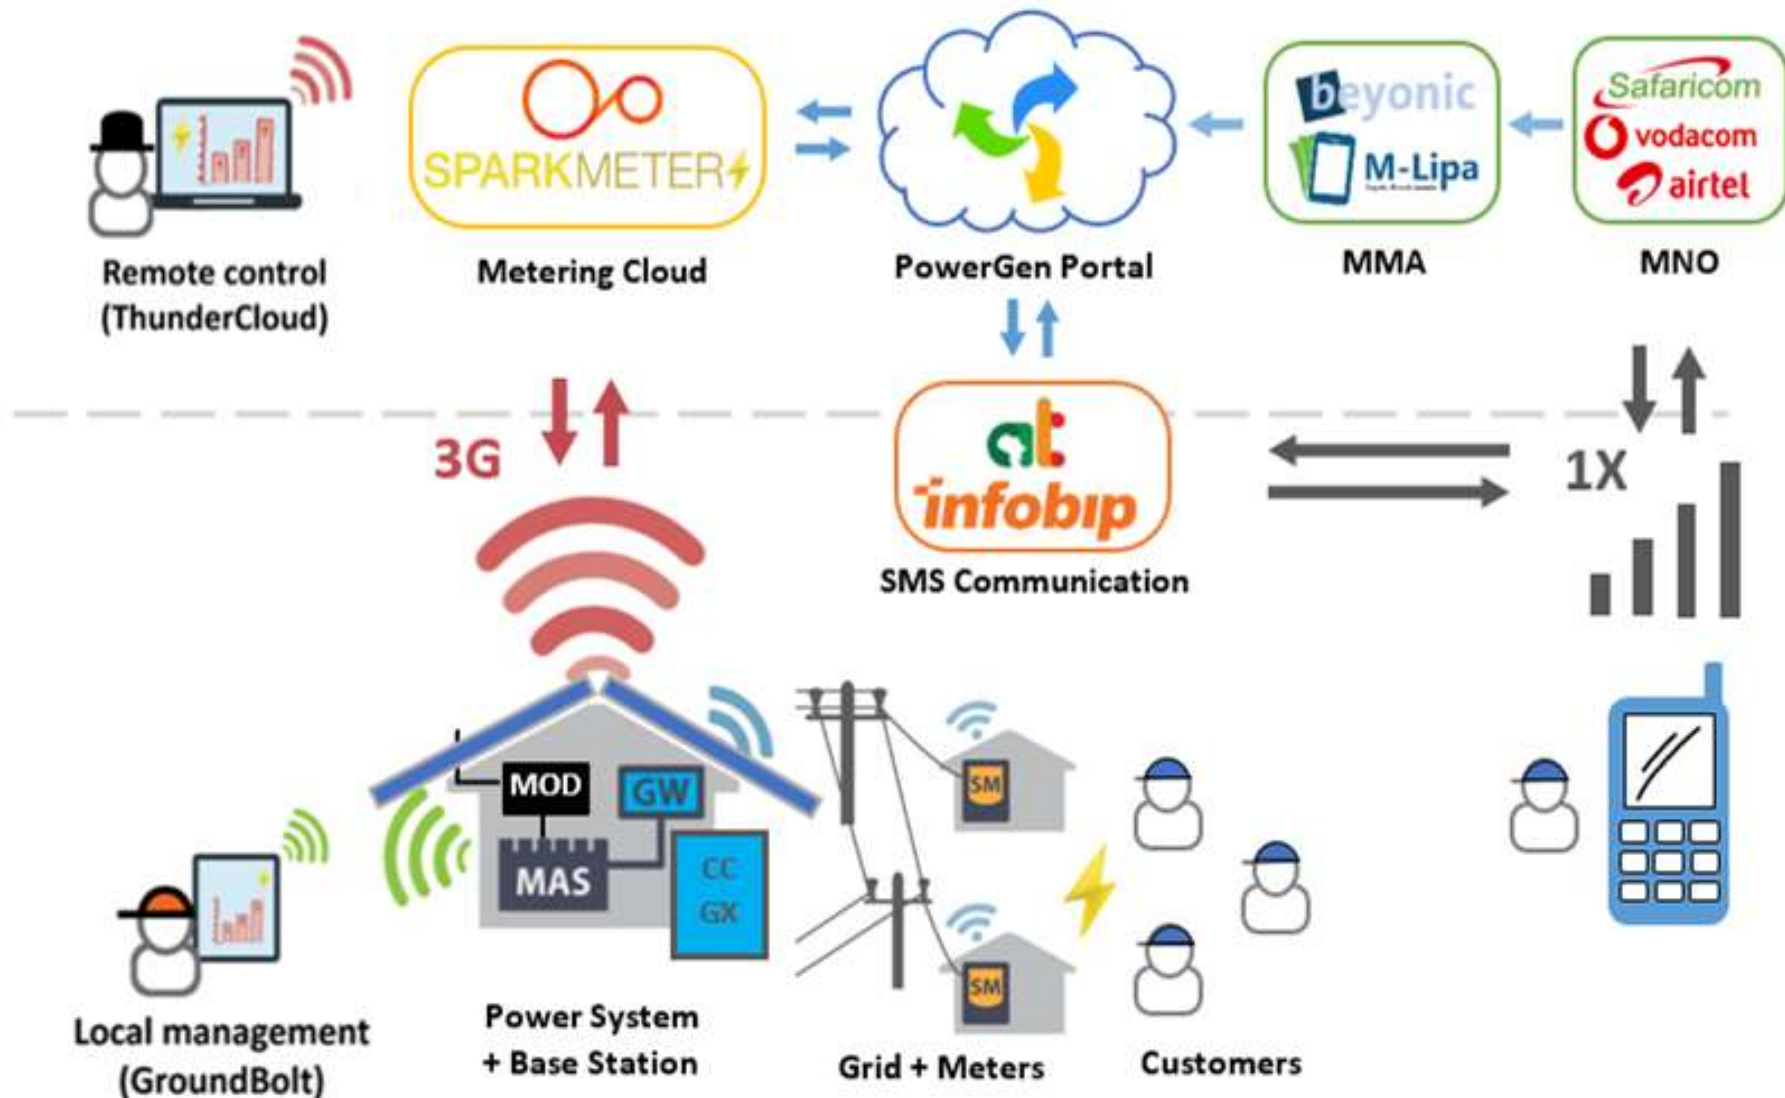 SPARKMETER
beyonic
M-Lipa
Safaricom
vodacom
airtel
Remote control
(ThunderCloud)
Metering Cloud
PowerGen Portal
MMA
MNO
3G
at
infobip
1X
SMS Communication
MOD
GW
MAS
CC
GX
SM
SM
Local management
(GroundBolt)
Power System
+ Base Station
Grid + Meters
Customers